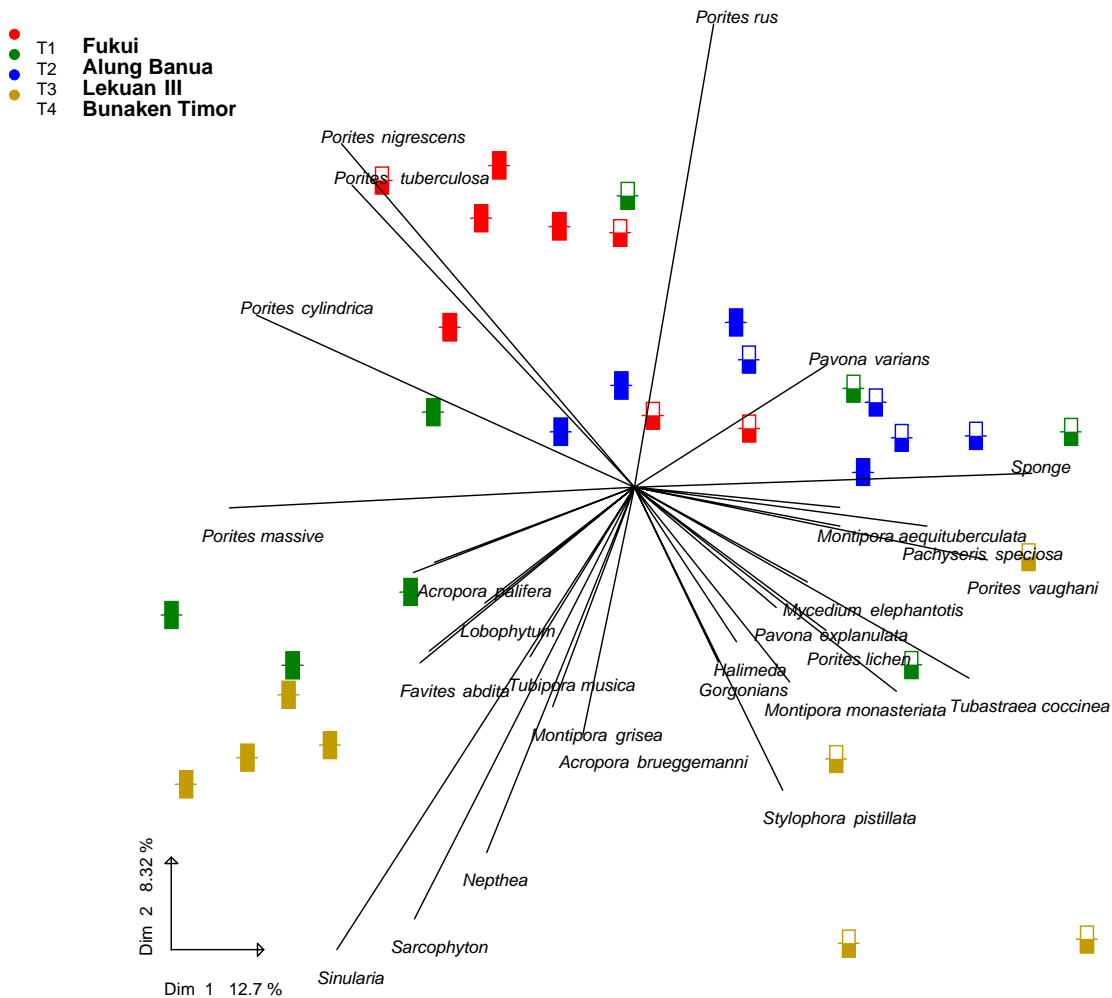 Porites rus
T1 Fukui
T2 Alung Banua
T3 Lekuan III
T4 Bunaken Timor
Porites nigrescens
Porites tuberculosa
Porites cylindrica
Pavona varians
Sponge
Porites massive
Montipora aequituberculata
Pachyseris speciosa
Porites vaughani
Acropora palifera
Mycedium elephantotis
Lobophytum
Pavona explanulata
Porites lichen
Halimeda
Favites abdita
Tubipora musica
Gorgonians
Montipora monasteriata
Tubastraea coccinea
Montipora grisea
Acropora brueggemanni
Stylophora pistillata
Nepthea
Dim 2 8.32 %
Sarcophyton
Sinularia
Dim 1 12.7 %